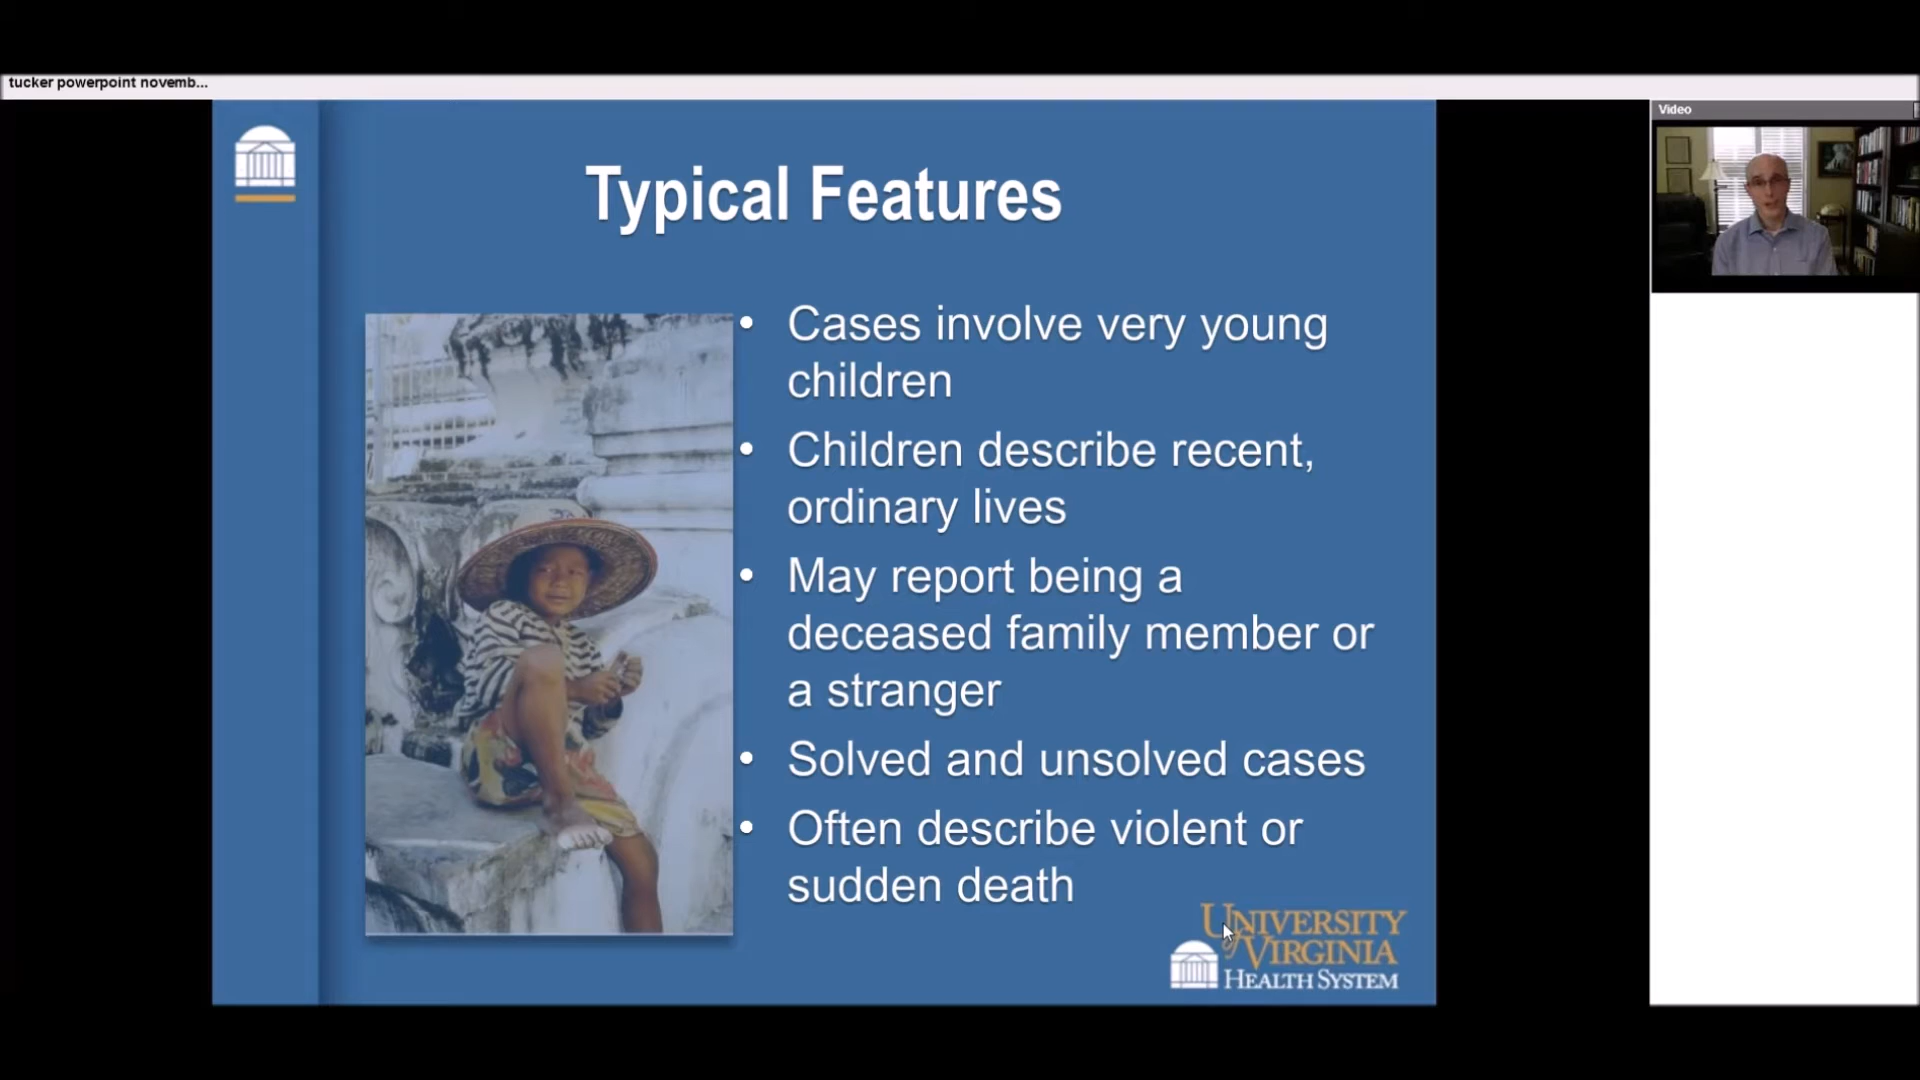 tucker powerpoint novemb...
Video
Typical Features
• Cases involve very young
children
• Children describe recent,
ordinary lives
• May report being a
deceased family member or
a stranger
• Solved and unsolved cases
• Often describe violent or
sudden death
UNIVERSITY
of VIRGINIA
HEALTH SYSTEM